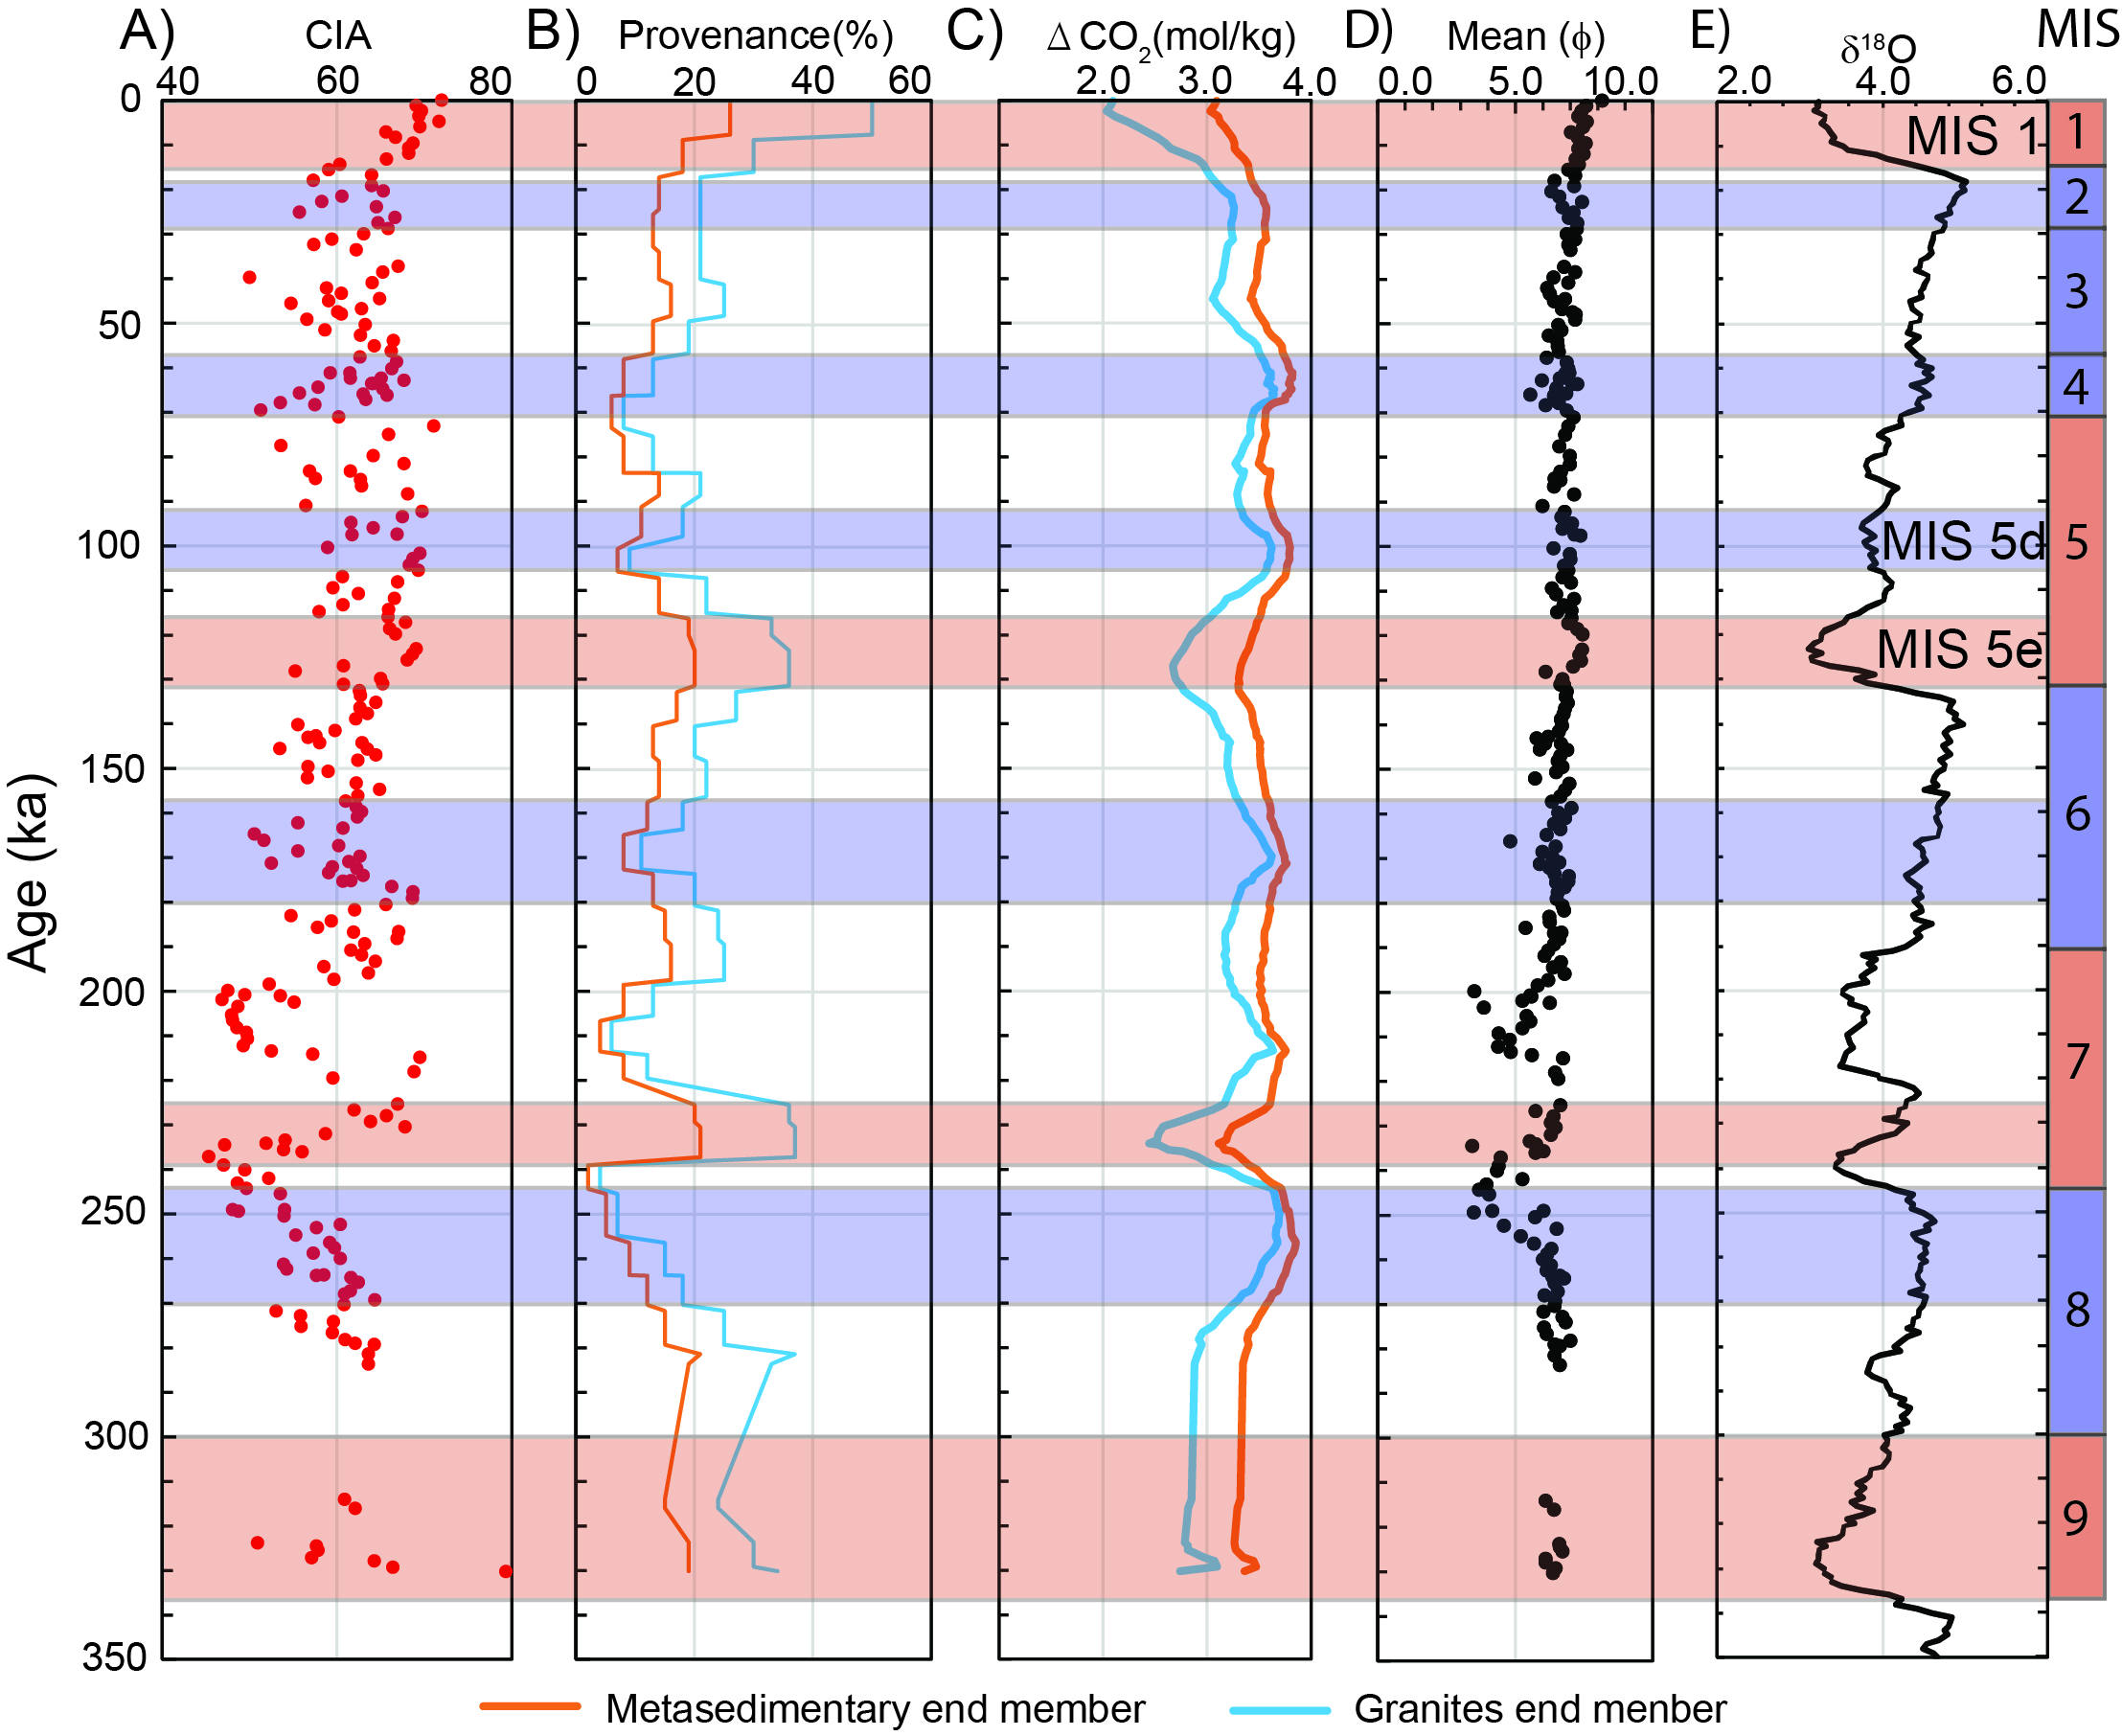 A) CIA B) Provenance(%) C) Δ CO2(mol/kg) D) Mean (ϕ) E) δ18O MIS
40 60 80 0 20 40 60 2.0 3.0 4.0 0.0 5.0 10.0 2.0 4.0 6.0
0
50
100
150
200
250
300
350
Age (ka)
MIS 1
MIS 5d
MIS 5e
1
2
3
4
5
6
7
8
9
Metasedimentary end member Granites end menber